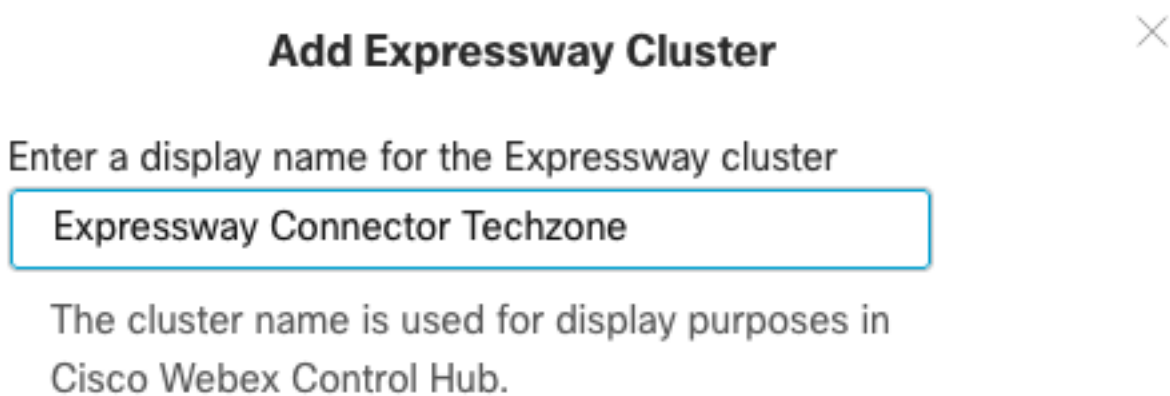 Add Expressway Cluster
Enter a display name for the Expressway cluster
Expressway Connector Techzone
The cluster name is used for display purposes in
Cisco Webex Control Hub.